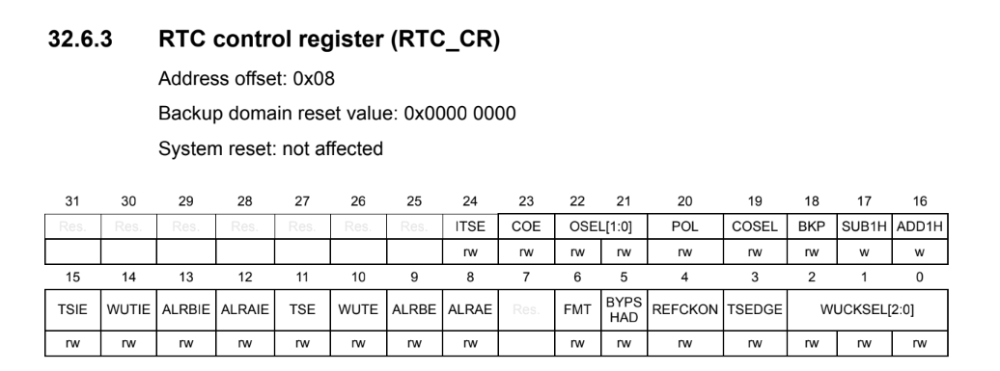 32.6.3 RTC control register (RTC_CR)
Address offset: 0x08
Backup domain reset value: 0x0000 0000
System reset: not affected
31 30 29 28 27 26 25 24 23 22 21 20 19 18 17 16
Res. Res. Res. Res. Res. Res. Res. ITSE COE OSEL[1:0] POL COSEL BKP SUB1H ADD1H
rw rw rw rw rw rw rw w w
15 14 13 12 11 10 9 8 7 6 5 4 3 2 1 0
TSIE WUTIE ALRBIE ALRAIE TSE WUTE ALRBE ALRAE Res. FMT BYPS HAD REFCKON TSEDGE WUCKSEL[2:0]
rw rw rw rw rw rw rw rw rw rw rw rw rw rw rw